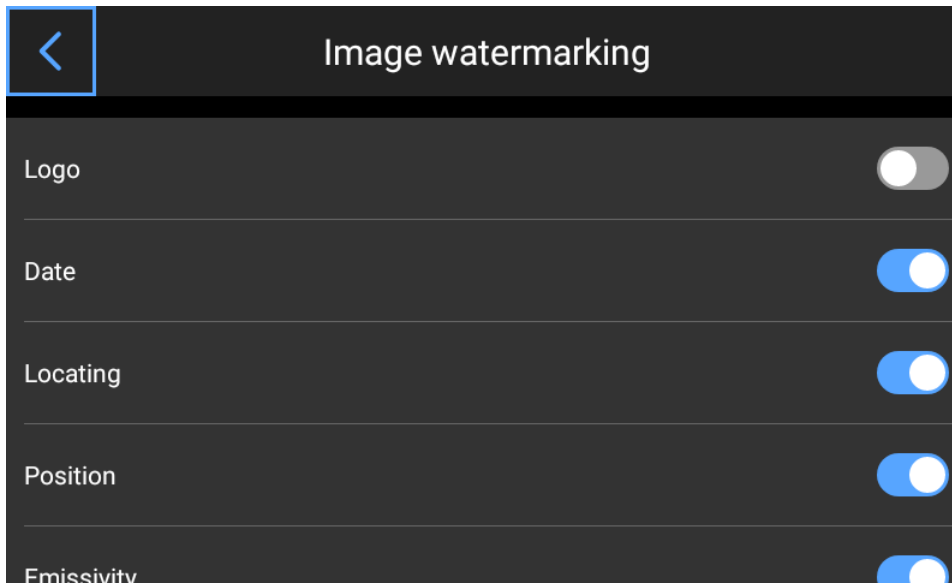 Image watermarking
Logo
Date
Locating
Position
Emissivity